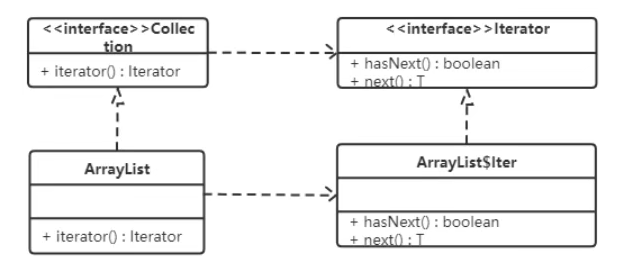 <<interface>>Collec
tion
+ iterator() : Iterator
<<interface>>Iterator
+ hasNext() : boolean
+ next() : T
ArrayList
+ iterator() : Iterator
ArrayList$Iter
+ hasNext() : boolean
+ next() : T